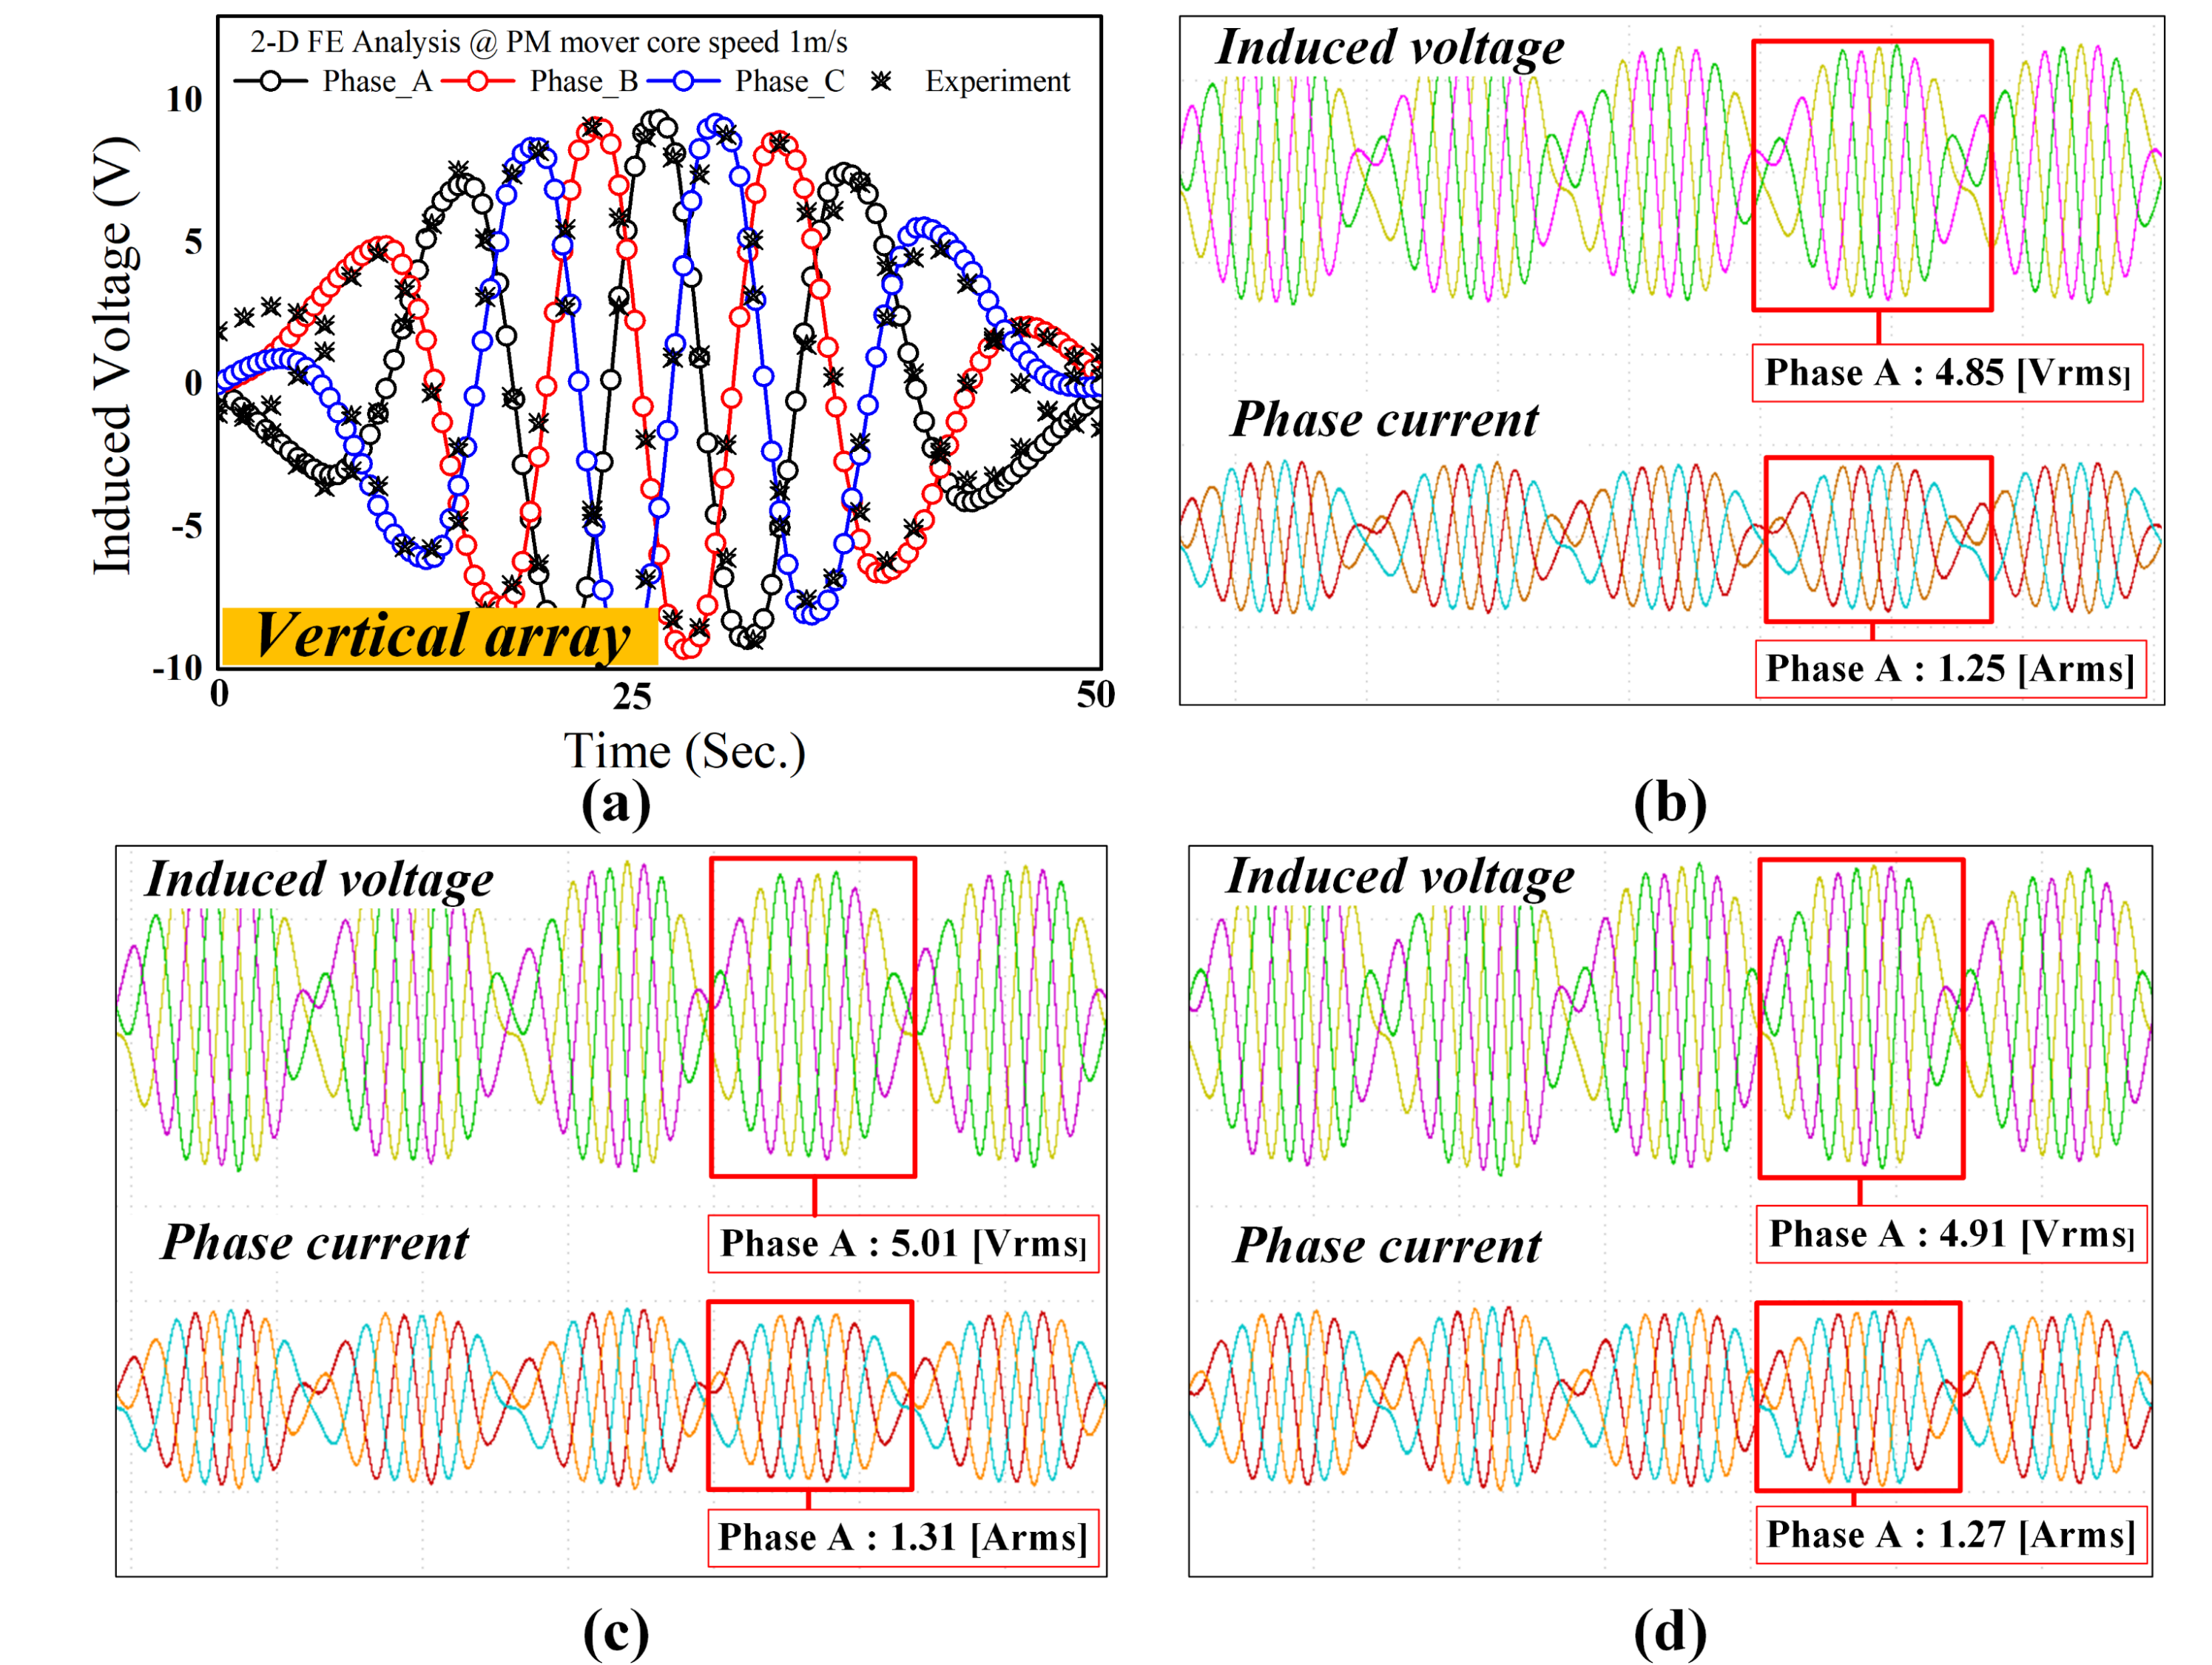 2-D FE Analysis @ PM mover core speed 1m/s
Phase_A Phase_B Phase_C Experiment
Induced Voltage (V)
10
5
0
-5
-10
Vertical array
0 25 50
Time (Sec.)
(a)
Induced voltage
Phase A : 4.85 [Vrms]
Phase current
Phase A : 1.25 [Arms]
(b)
Induced voltage
Phase A : 5.01 [Vrms]
Phase current
Phase A : 1.31 [Arms]
(c)
Induced voltage
Phase A : 4.91 [Vrms]
Phase current
Phase A : 1.27 [Arms]
(d)